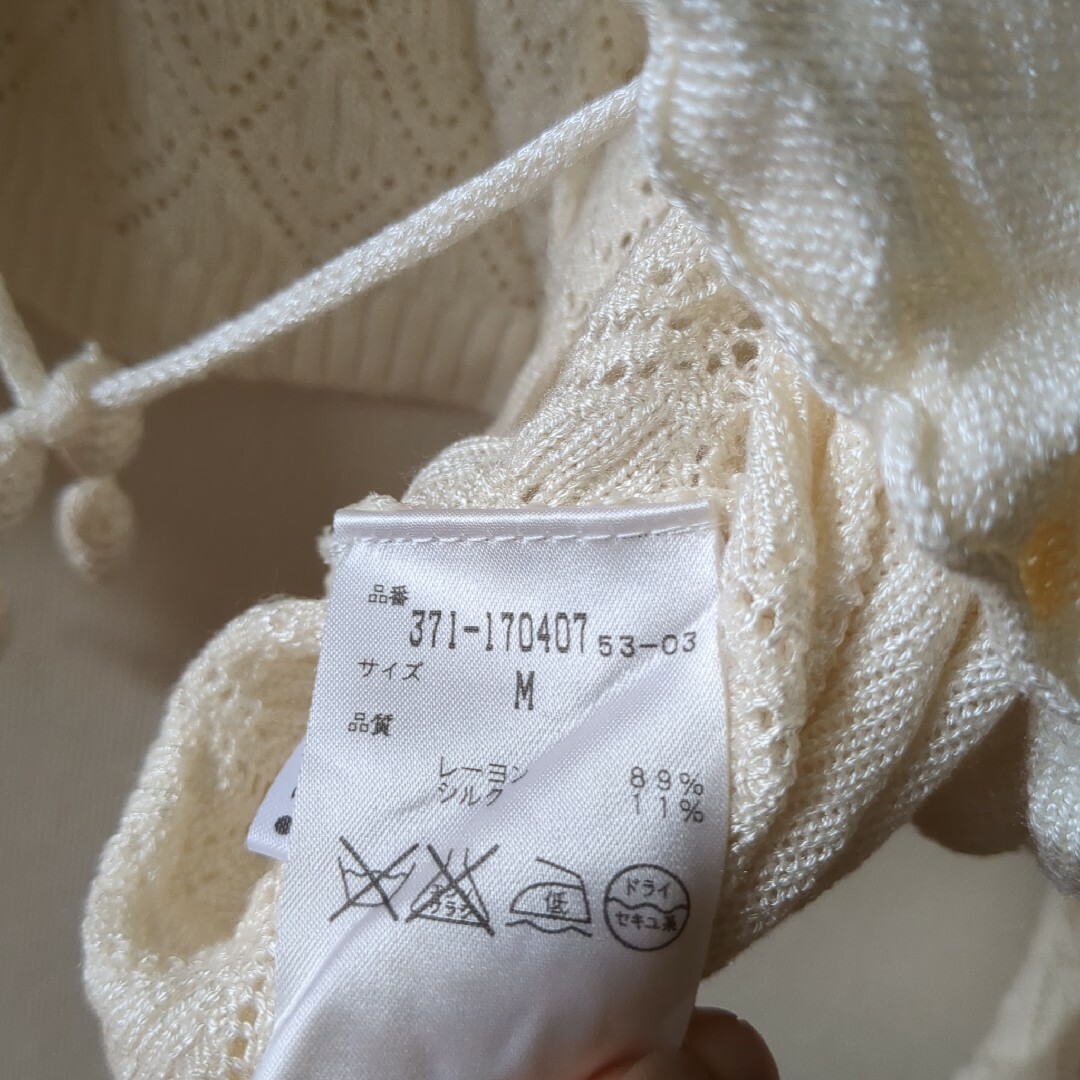 品番
371-170407 53-03
サイズ
M
品質
レーヨン 89%
シルク 11%
低
ドライ
セキユ系